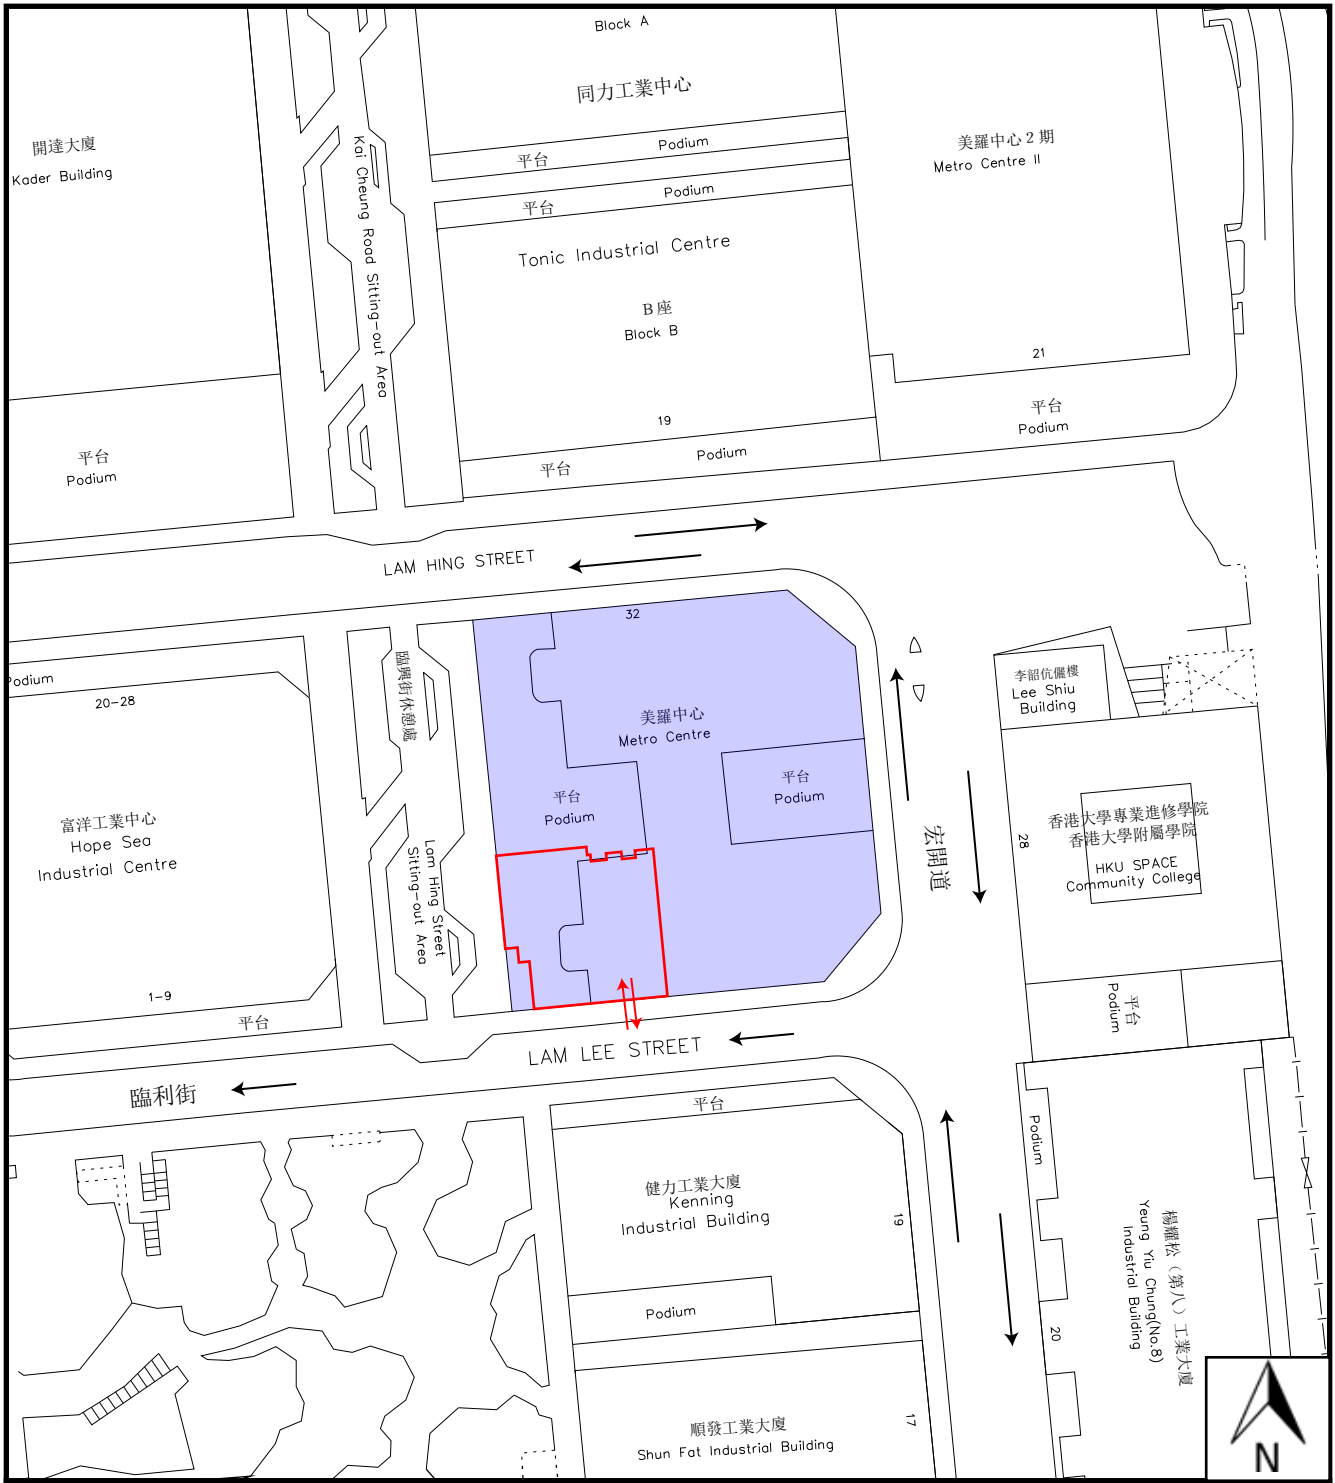 Block A
同力工業中心
開達大廈
Kader Building
Kai Cheung Road Sitting-out Area
平台
Podium
美羅中心2期
Metro Centre II
平台
Podium
Tonic Industrial Centre
B座
Block B
21
19
平台
Podium
平台
Podium
平台
Podium
LAM HING STREET
32
Podium
20-28
臨興街休憩處
李韶伉儷樓
Lee Shiu
Building
美羅中心
Metro Centre
平台
Podium
平台
Podium
富洋工業中心
Hope Sea
Industrial Centre
Lam Hing Street
Sitting-out Area
宏開道
28
香港大學專業進修學院
香港大學附屬學院
HKU SPACE
Community College
1-9
平台
平台
Podium
LAM LEE STREET
臨利街
平台
Podium
健力工業大廈
Kenning
Industrial Building
19
楊耀松（第八）工業大廈
Yeung Yiu Chung(No.8)
Industrial Building
Podium
20
順發工業大廈
Shun Fat Industrial Building
17
N